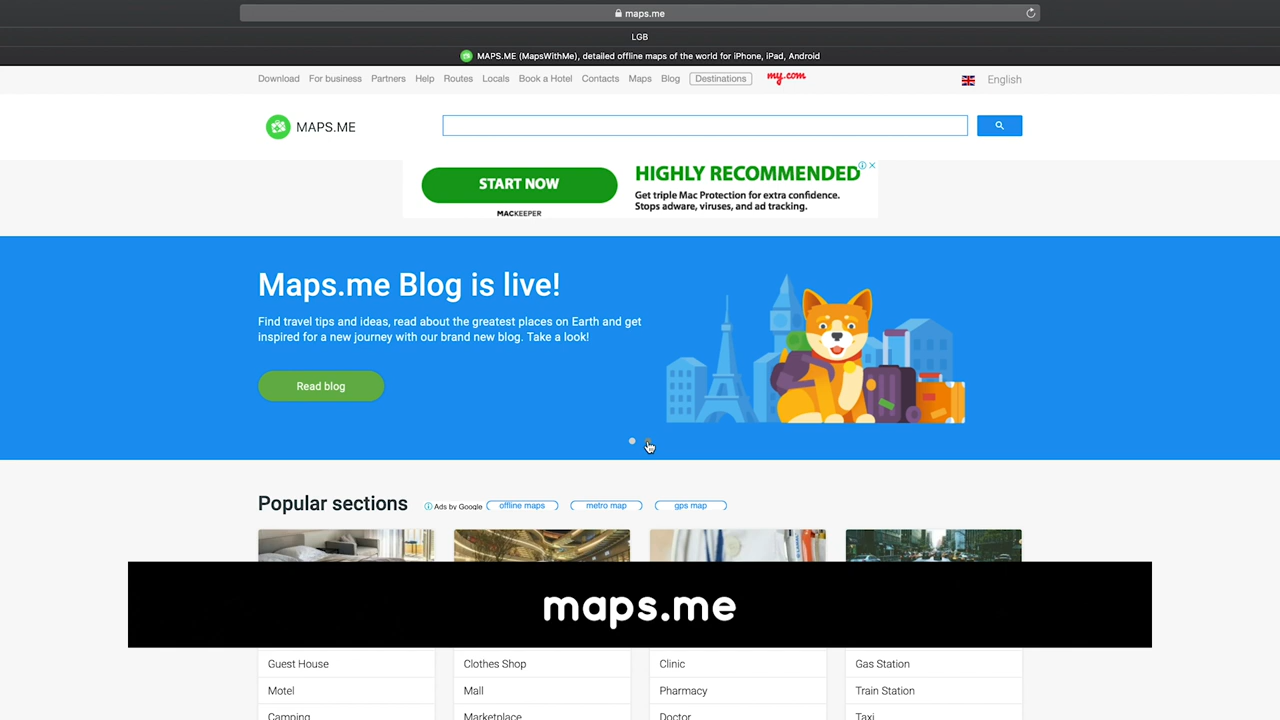 maps.me
LGB
MAPS.ME (MapsWithMe), detailed offline maps of the world for iPhone, iPad, Android
Download For business Partners Help Routes Locals Book a Hotel Contacts Maps Blog Destinations my.com English
MAPS.ME
START NOW
MACKEEPER
HIGHLY RECOMMENDED
Get triple Mac Protection for extra confidence.
Stops adware, viruses, and ad tracking.
Maps.me Blog is live!
Find travel tips and ideas, read about the greatest places on Earth and get
inspired for a new journey with our brand new blog. Take a look!
Read blog
Popular sections Ads by Google offline maps metro map gps map
maps.me
Guest House Clothes Shop Clinic Gas Station
Motel Mall Pharmacy Train Station
Camping Marketplace Doctor Taxi